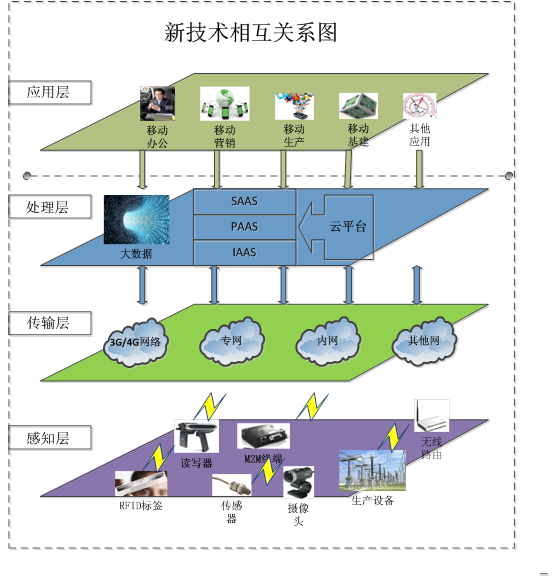 新技术相互关系图
应用层
移动
办公
移动
营销
移动
生产
移动
基建
其他
应用
处理层
大数据
SAAS
PAAS
IAAS
云平台
传输层
3G/4G网络
专网
内网
其他网
感知层
读写器
M2M终端
无线
路由
RFID标签
传感
器
摄像
头
生产设备